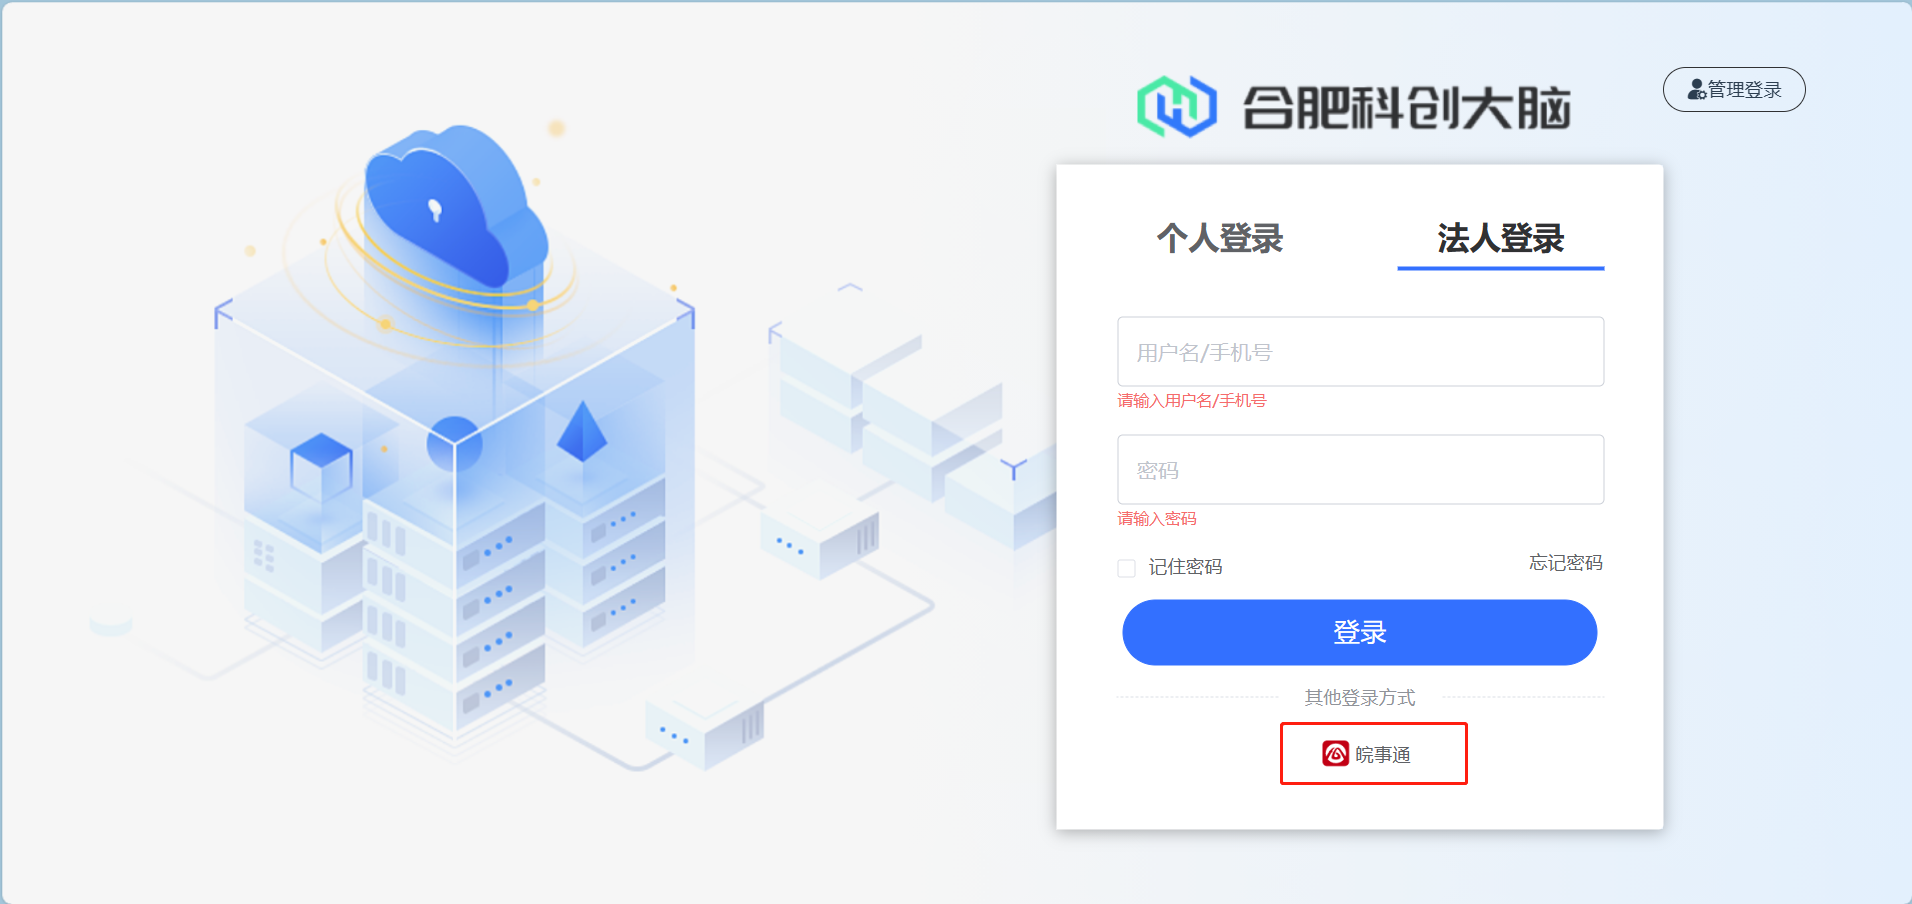 合肥科创大脑
管理登录
个人登录
法人登录
用户名/手机号
请输入用户名/手机号
密码
请输入密码
记住密码
忘记密码
登录
其他登录方式
皖事通